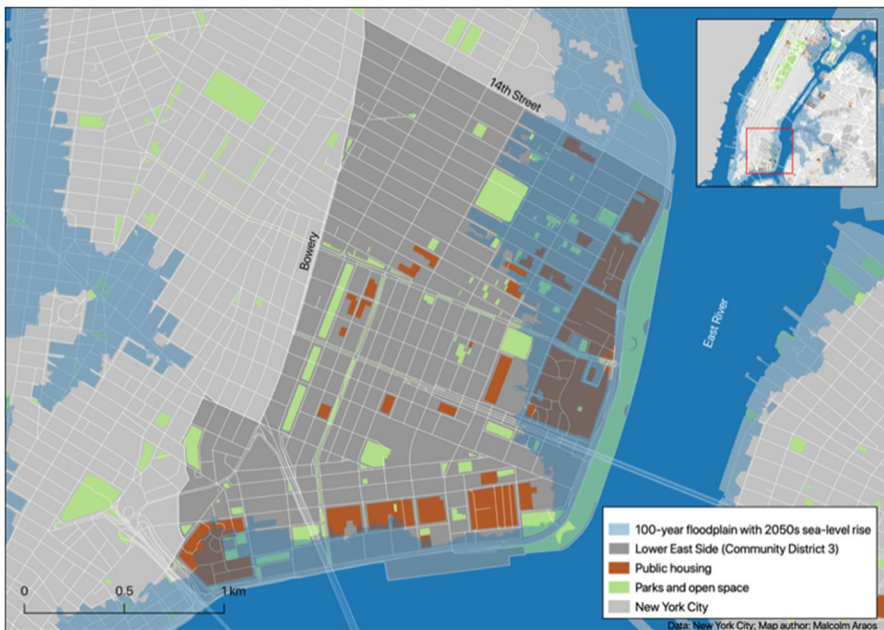 14th Street
Bowery
East River
100-year floodplain with 2050s sea-level rise
Lower East Side (Community District 3)
Public housing
Parks and open space
New York City
0 0.5 1 km
Data: New York City; Map author: Malcolm Araos